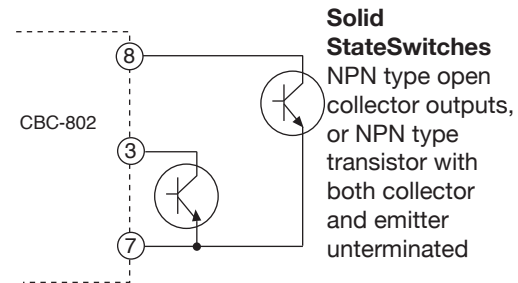 8
CBC-802
3
7
Solid
StateSwitches
NPN type open
collector outputs,
or NPN type
transistor with
both collector
and emitter
unterminated